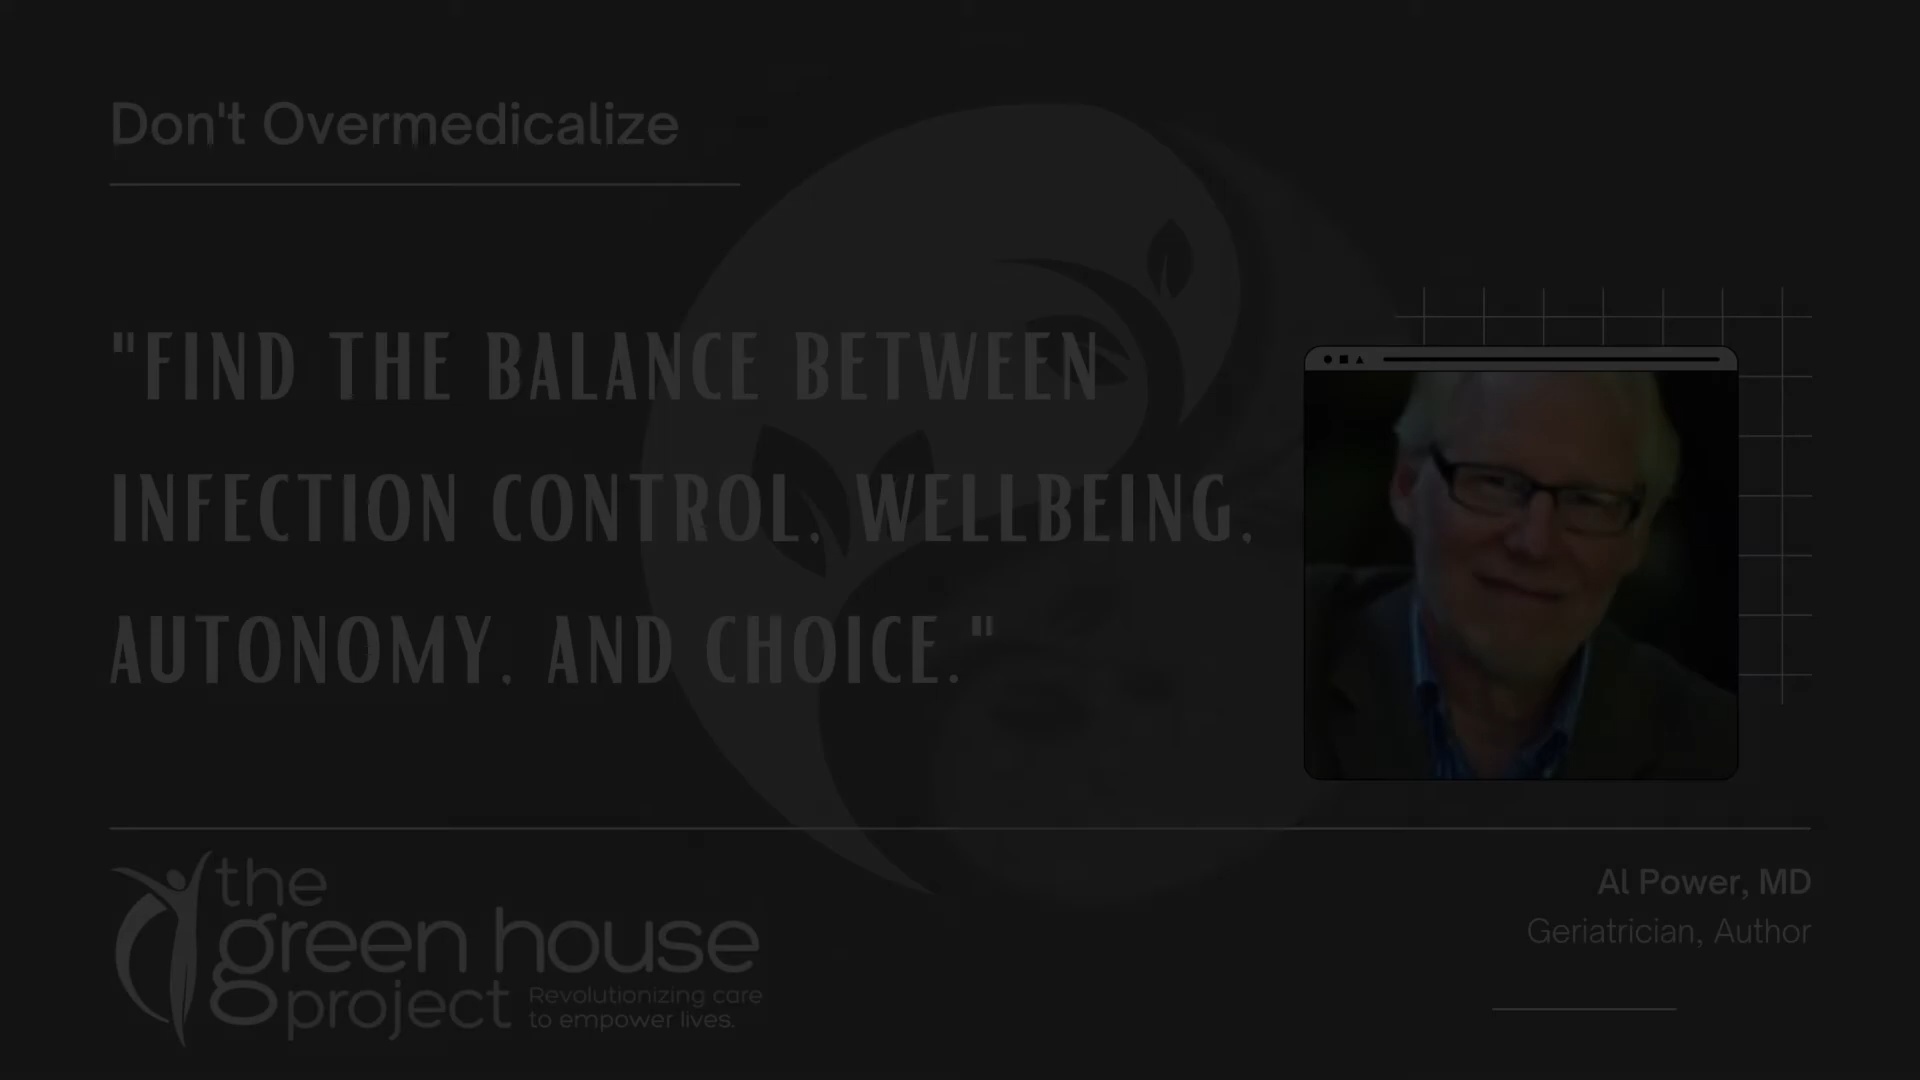 Don't Overmedicalize
"FIND THE BALANCE BETWEEN
INFECTION CONTROL, WELLBEING,
AUTONOMY, AND CHOICE."
the
green house
project
Revolutionizing care
to empower lives.
Al Power, MD
Geriatrician, Author